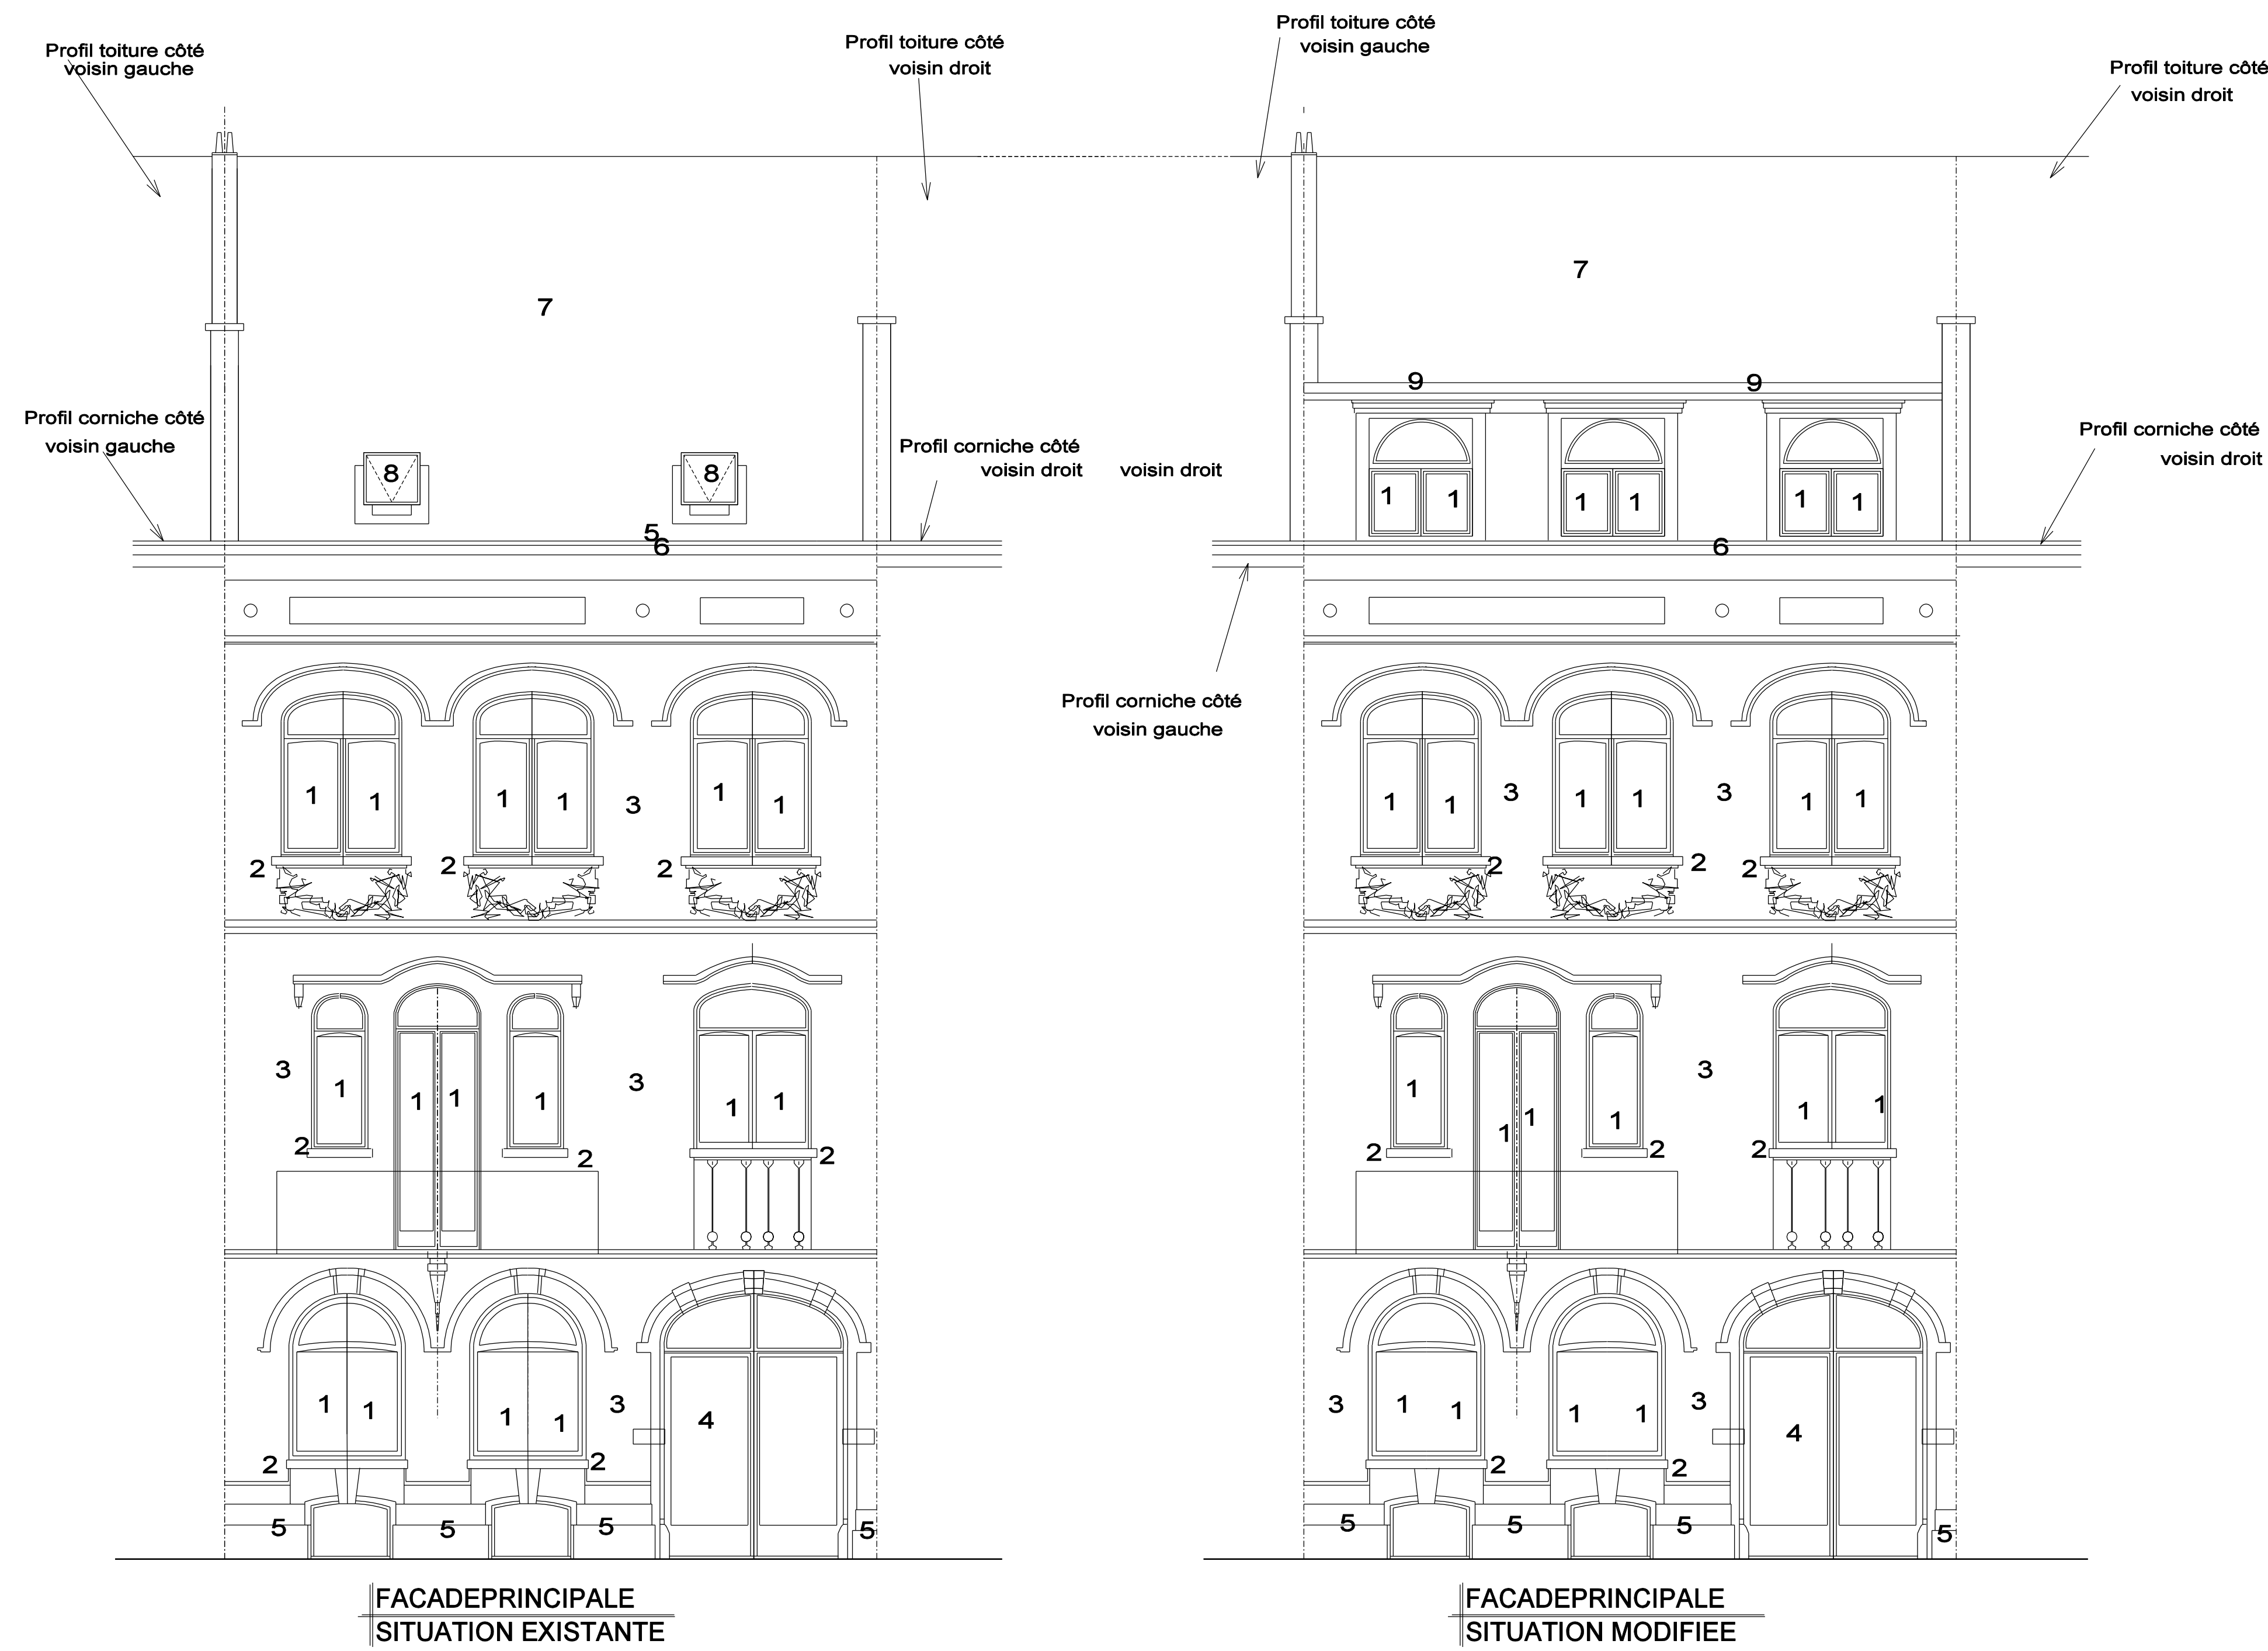 Profil toiture côté
voisin gauche
Profil toiture côté
voisin droit
Profil toiture côté
voisin gauche
Profil toiture côté
voisin droit
7
7
9 9
Profil corniche côté
voisin gauche
8 8
Profil corniche côté
voisin droit voisin droit
1 1 1 1 1 1
Profil corniche côté
voisin droit
5
6
6
Profil corniche côté
voisin gauche
1 1 1 1 3 1 1
1 1 3 1 1 3 1 1
2 2 2
2 2 2
3 1 1 1 1 3 1 1
1 1 1 1 3 1 1
2 2 2
2 2 2
1 1 1 1 3 4
3 1 1 1 1 3 4
2 2
2 2
5 5 5 5
5 5 5 5
FACADEPRINCIPALE
SITUATION EXISTANTE
FACADEPRINCIPALE
SITUATION MODIFIEE